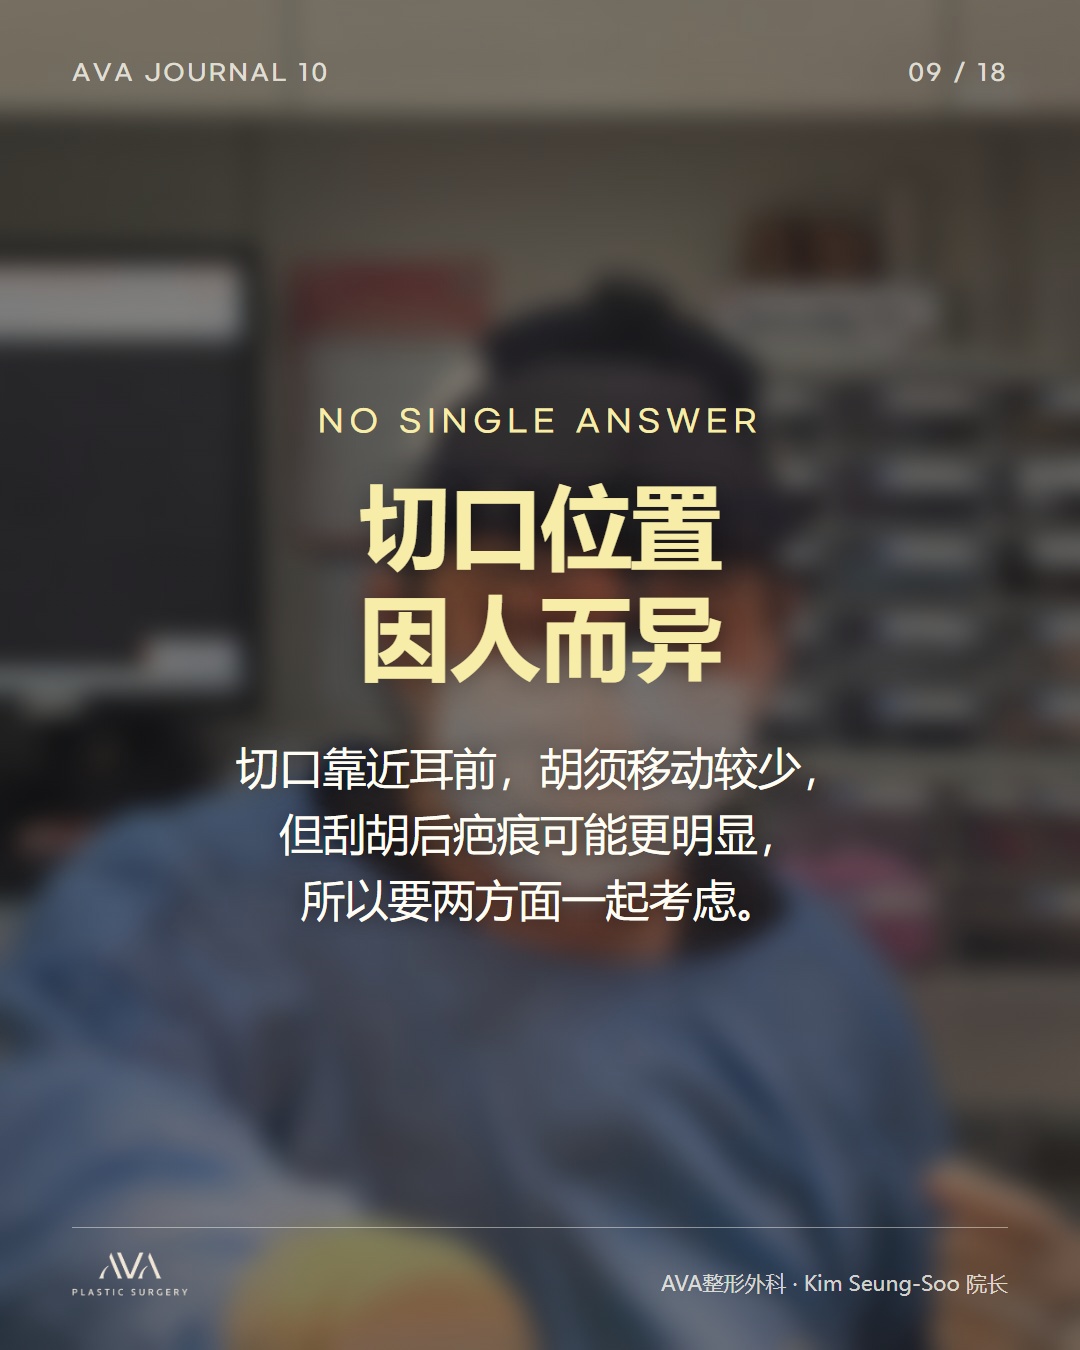 AVA JOURNAL 10
09 / 18
NO SINGLE ANSWER
切口位置
因人而异
切口靠近耳前，胡须移动较少，
但刮胡后疤痕可能更明显，
所以要两方面一起考虑。
AVA
PLASTIC SURGERY
AVA整形外科 · Kim Seung-Soo 院长